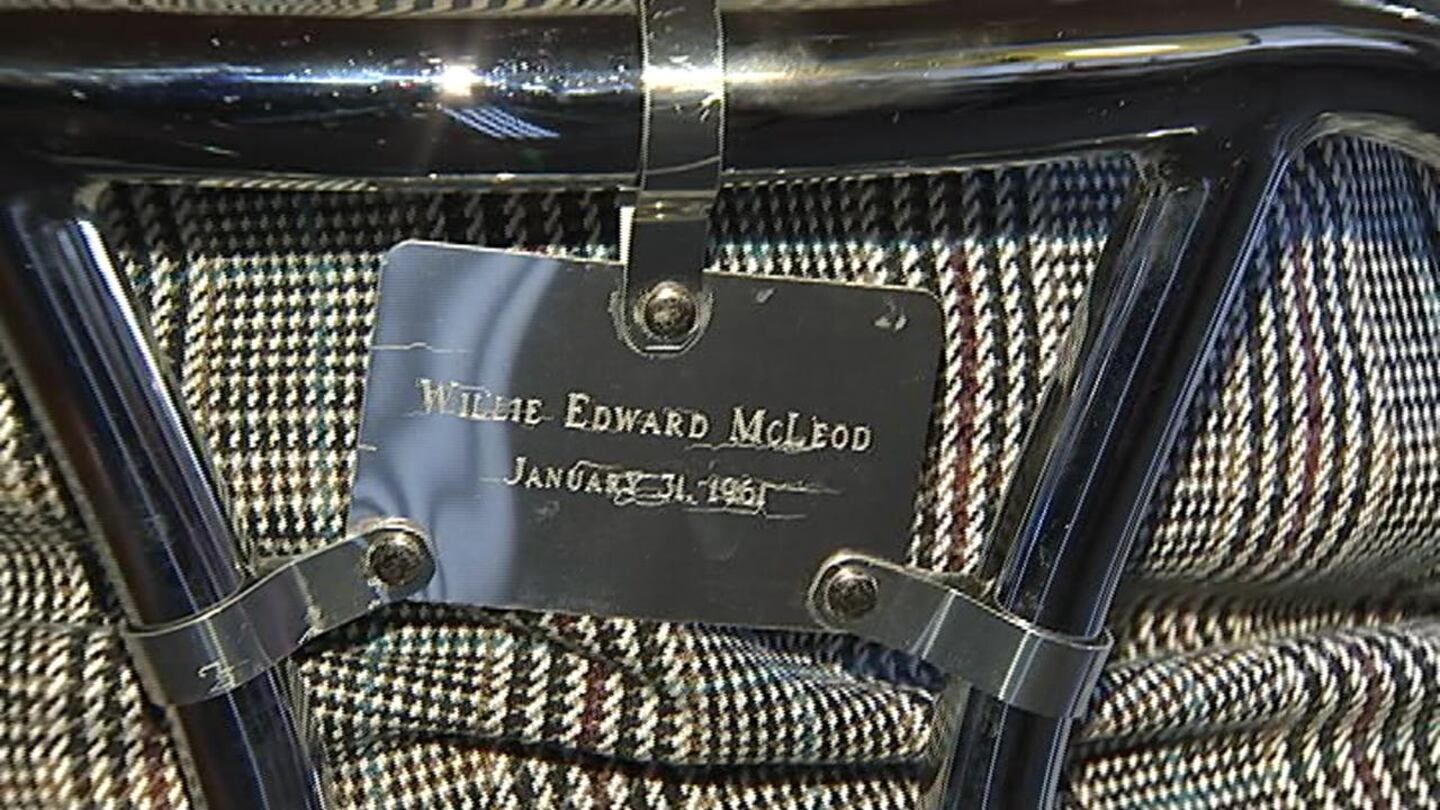 WILLIE EDWARD MCLEOD
JANUARY 31, 1961